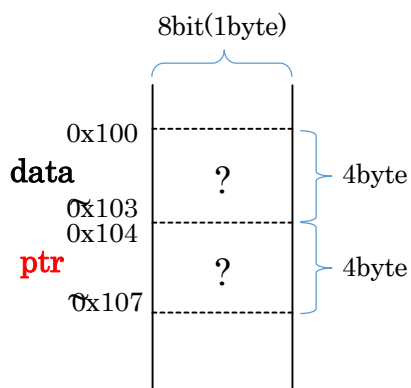 8bit(1byte)
0x100
data
?
4byte
~
0x103
0x104
ptr
?
4byte
~
0x107